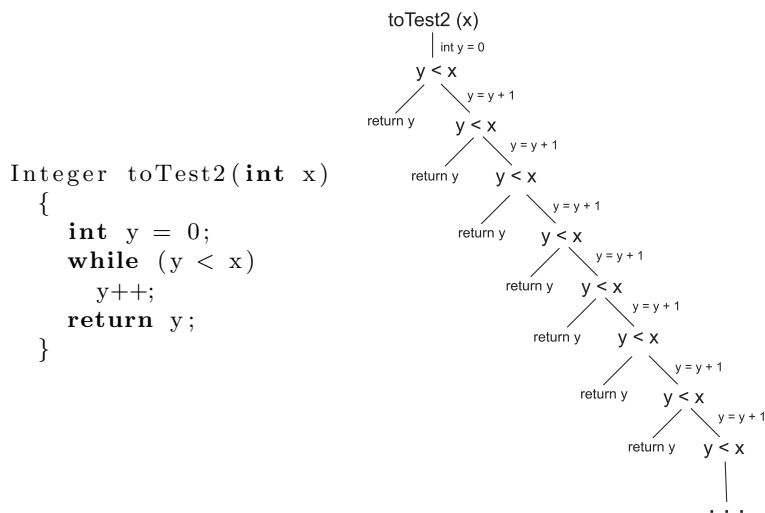 Integer toTest2(int x)
{
int y = 0;
while (y < x)
y++;
return y;
}
toTest2 (x)
int y = 0
y < x
y = y + 1
return y
y < x
y = y + 1
return y
y < x
y = y + 1
return y
y < x
y = y + 1
return y
y < x
y = y + 1
return y
y < x
y = y + 1
return y
y < x
y = y + 1
return y
y < x
. . .